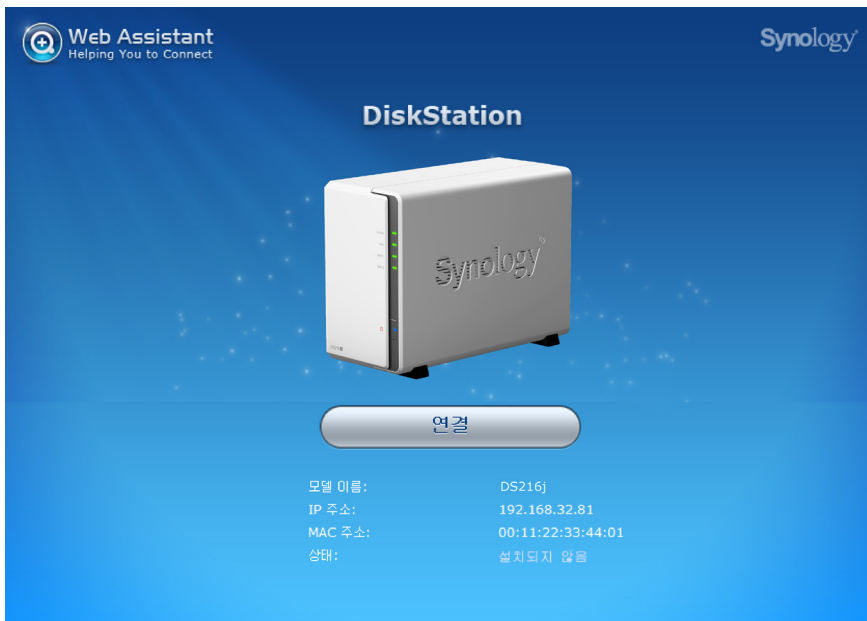 Web Assistant
Helping You to Connect
Synology
DiskStation
Synology
연결
모델 이름: DS216j
IP 주소: 192.168.32.81
MAC 주소: 00:11:22:33:44:01
상태: 설치되지 않음